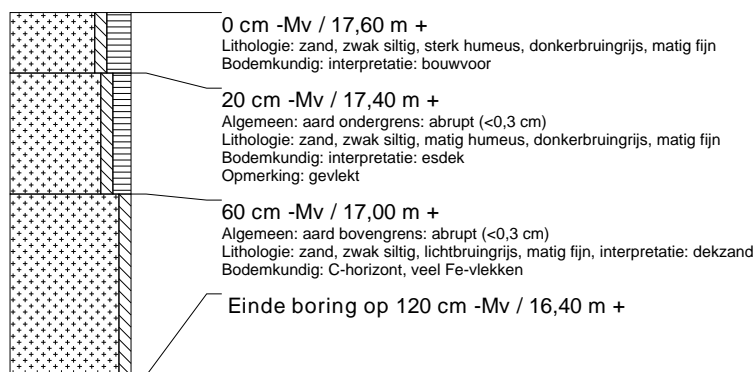 0 cm -Mv / 17,60 m +
Lithologie: zand, zwak siltig, sterk humeus, donkerbruingrijs, matig fijn
Bodemkundig: interpretatie: bouwvoor
20 cm -Mv / 17,40 m +
Algemeen: aard ondergrens: abrupt (<0,3 cm)
Lithologie: zand, zwak siltig, matig humeus, donkerbruingrijs, matig fijn
Bodemkundig: interpretatie: esdek
Opmerking: gevlekt
60 cm -Mv / 17,00 m +
Algemeen: aard bovengrens: abrupt (<0,3 cm)
Lithologie: zand, zwak siltig, lichtbruingrijs, matig fijn, interpretatie: dekzand
Bodemkundig: C-horizont, veel Fe-vlekken
Einde boring op 120 cm -Mv / 16,40 m +